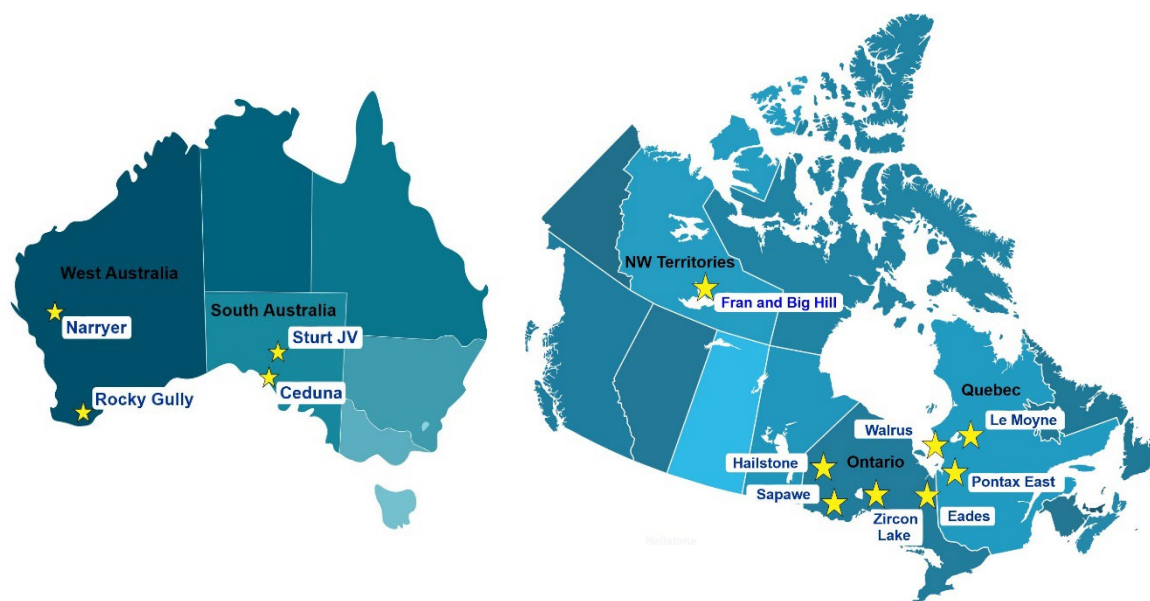 West Australia
Narryer
Rocky Gully
South Australia
Sturt JV
Ceduna
NW Territories
Fran and Big Hill
Quebec
Le Moyne
Walrus
Hailstone
Ontario
Pontax East
Sapawe
Zircon
Lake
Eades
Hailstone